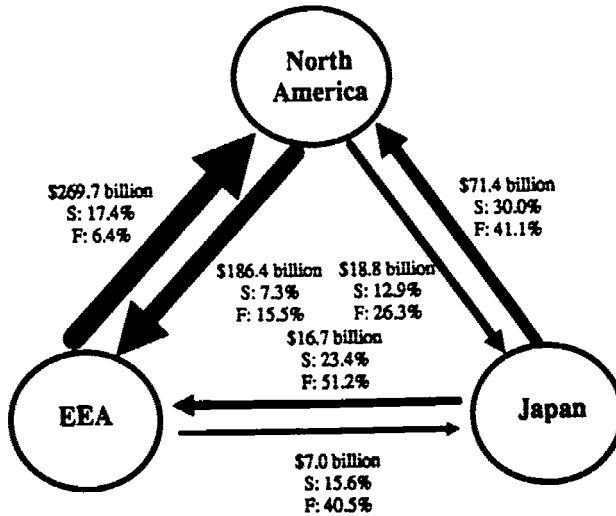 North
America
$269.7 billion
S: 17.4%
F: 6.4%
$71.4 billion
S: 30.0%
F: 41.1%
$186.4 billion
S: 7.3%
F: 15.5%
$18.8 billion
S: 12.9%
F: 26.3%
$16.7 billion
S: 23.4%
F: 51.2%
EEA
Japan
$7.0 billion
S: 15.6%
F: 40.5%